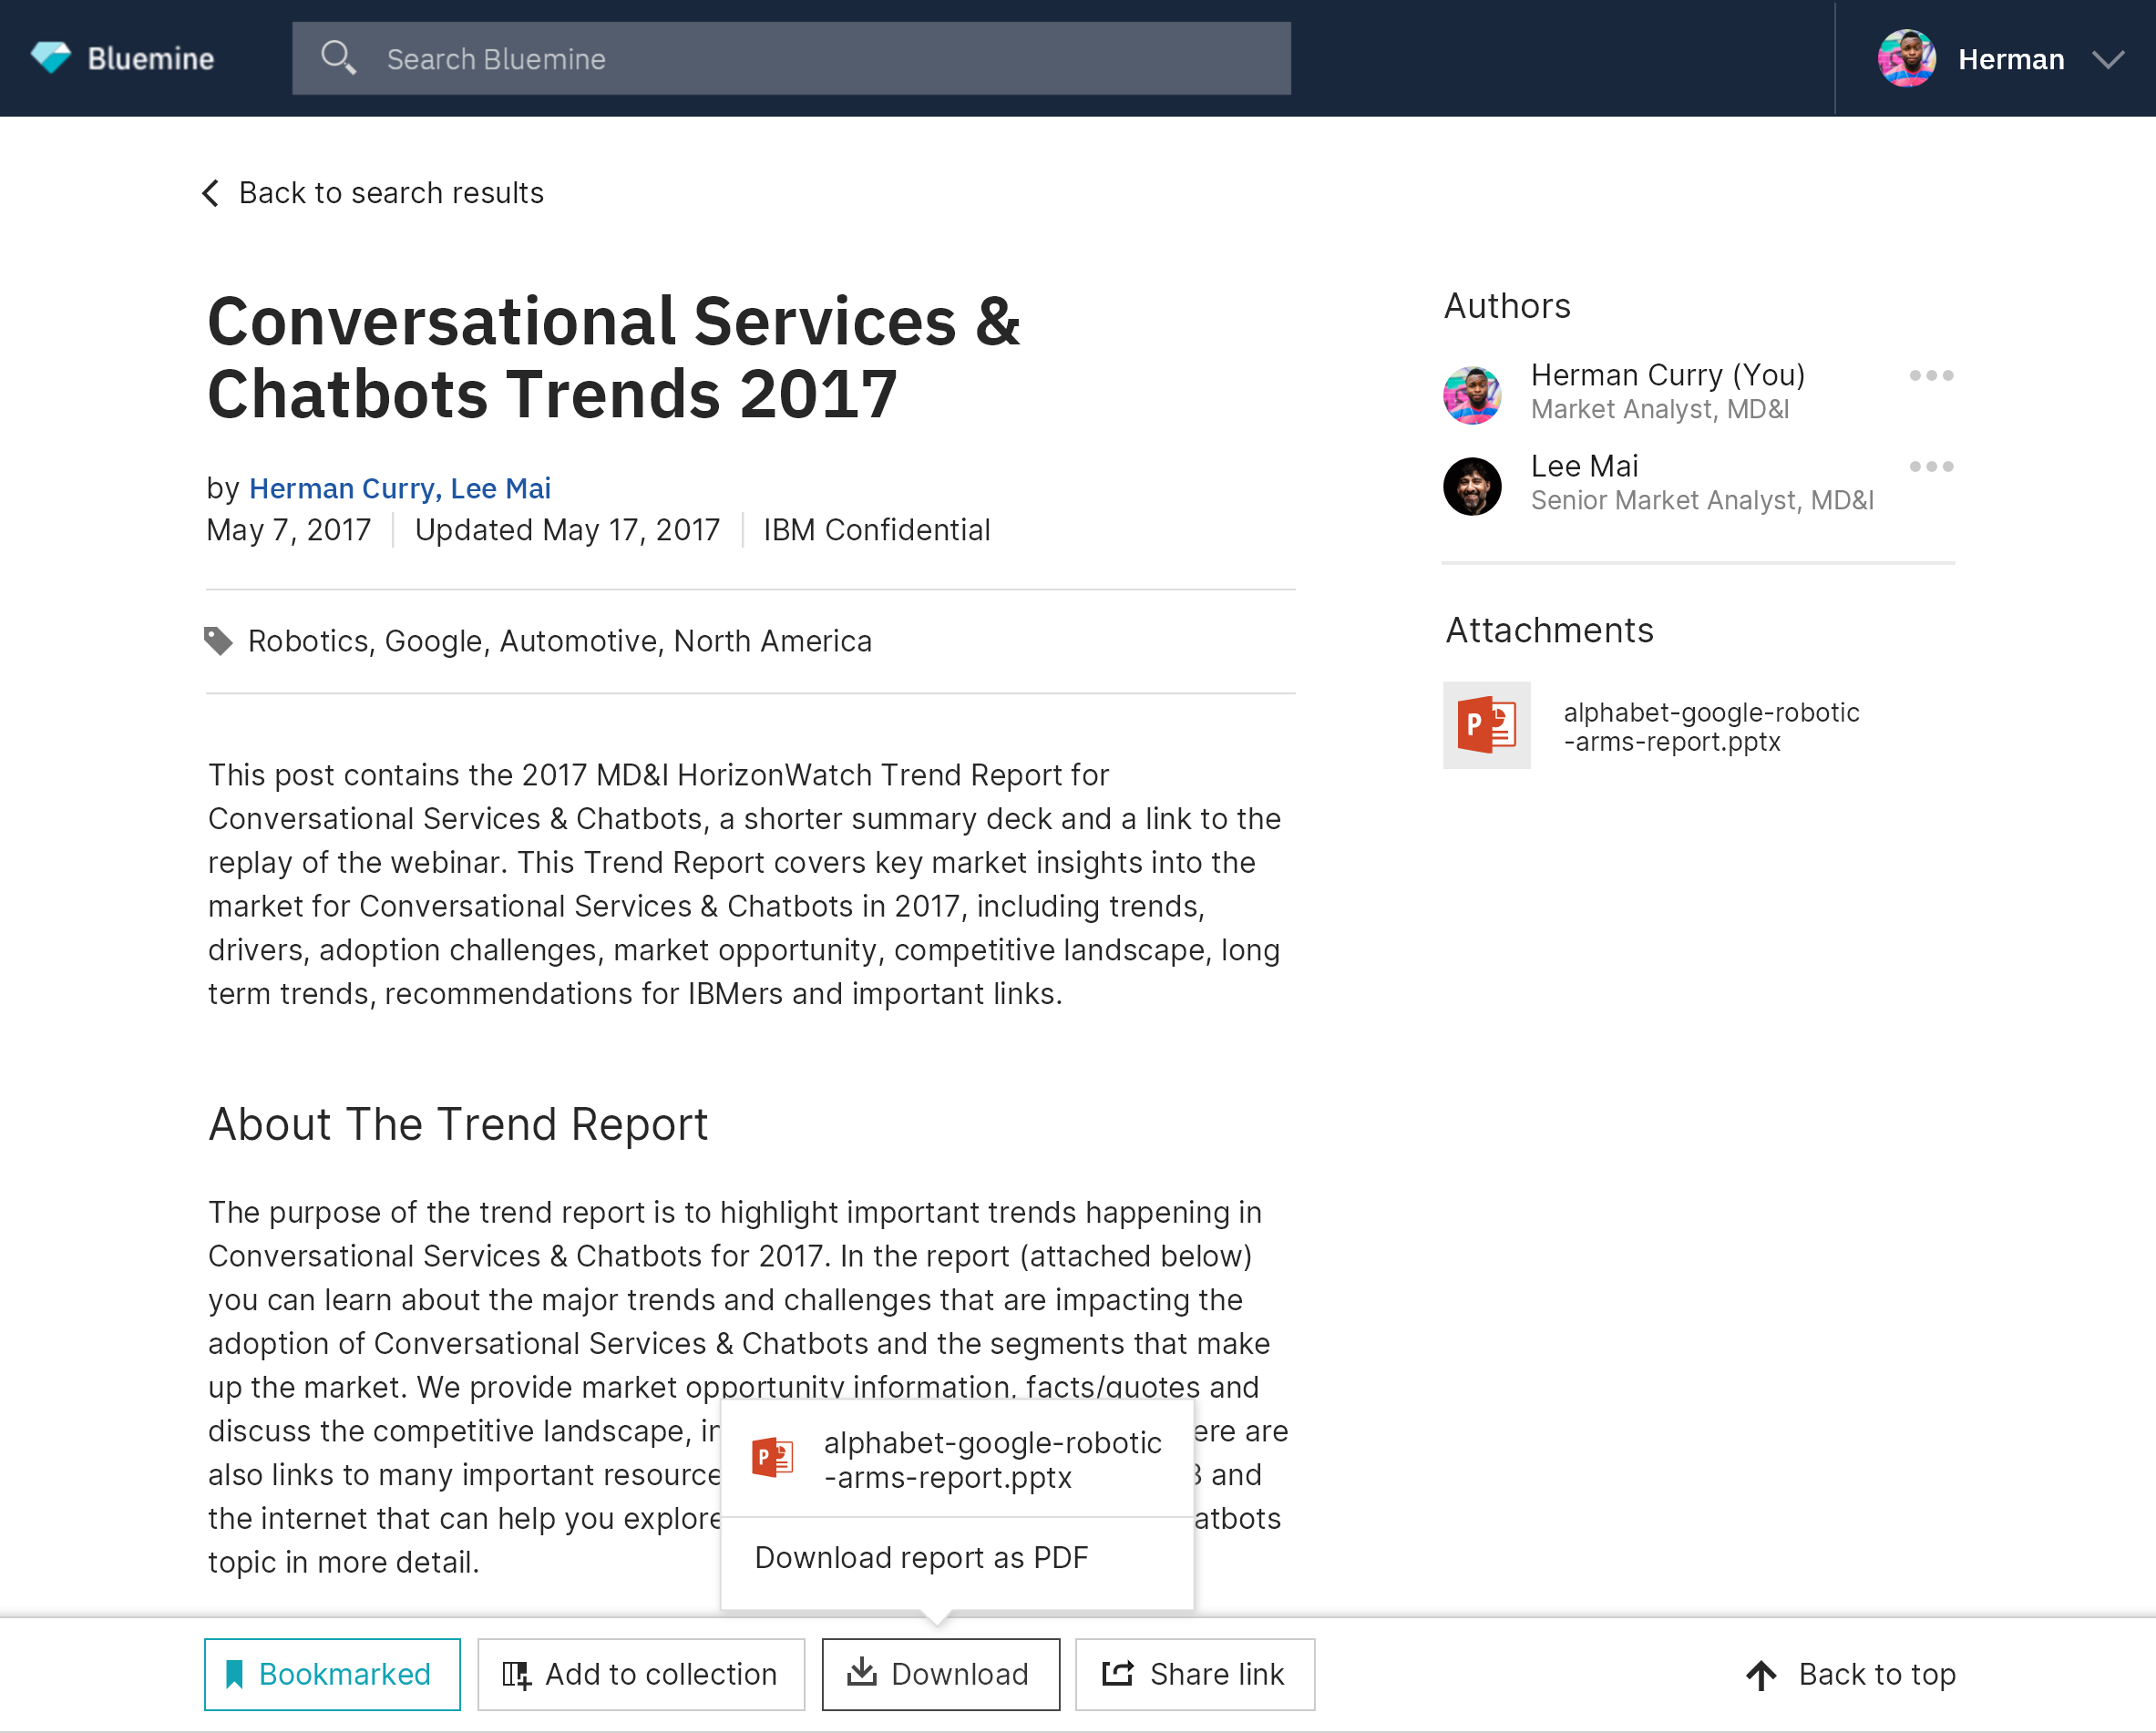 Bluemine
Search Bluemine
Herman
Back to search results
Conversational Services &
Chatbots Trends 2017
by Herman Curry, Lee Mai
May 7, 2017 Updated May 17, 2017 IBM Confidential
Robotics, Google, Automotive, North America
This post contains the 2017 MD&I HorizonWatch Trend Report for
Conversational Services & Chatbots, a shorter summary deck and a link to the
replay of the webinar. This Trend Report covers key market insights into the
market for Conversational Services & Chatbots in 2017, including trends,
drivers, adoption challenges, market opportunity, competitive landscape, long
term trends, recommendations for IBMers and important links.
About The Trend Report
The purpose of the trend report is to highlight important trends happening in
Conversational Services & Chatbots for 2017. In the report (attached below)
you can learn about the major trends and challenges that are impacting the
adoption of Conversational Services & Chatbots and the segments that make
up the market. We provide market opportunity information, facts/quotes and
discuss the competitive landscape, ere are
also links to many important resource and
the internet that can help you explore atbots
topic in more detail.
Authors
Herman Curry (You)
Market Analyst, MD&I
Lee Mai
Senior Market Analyst, MD&I
Attachments
P
alphabet-google-robotic
-arms-report.pptx
P
alphabet-google-robotic
-arms-report.pptx
Download report as PDF
Bookmarked
Add to collection
Download
Share link
Back to top